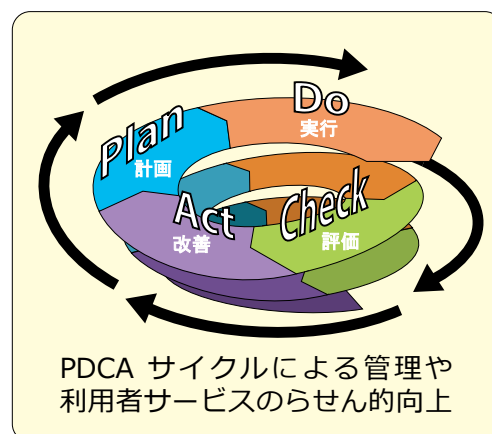 Plan
計画
Do
実行
Check
評価
Act
改善
PDCA サイクルによる管理や
利用者サービスのらせん的向上